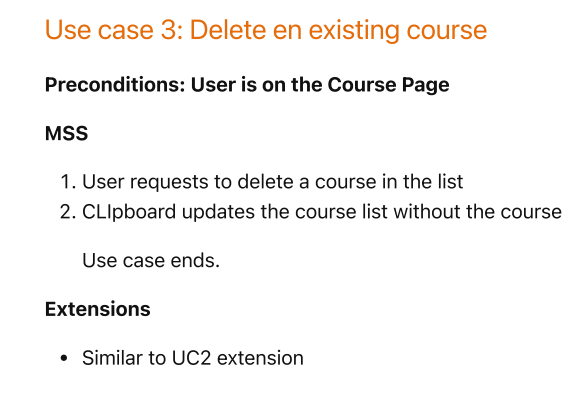 Use case 3: Delete en existing course
Preconditions: User is on the Course Page
MSS
1. User requests to delete a course in the list
2. CLIpboard updates the course list without the course
Use case ends.
Extensions
• Similar to UC2 extension